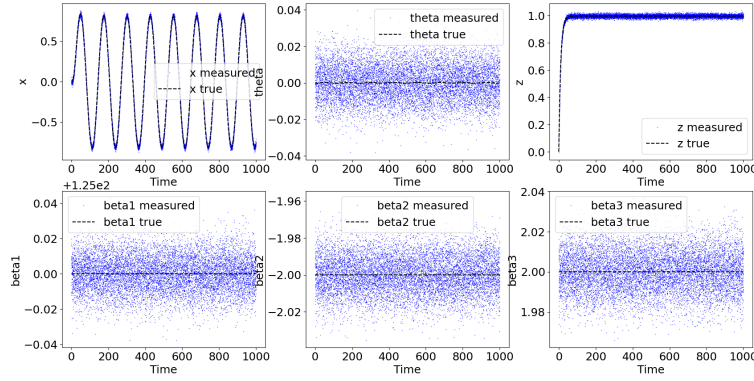 x measured
x true
x
0.5
0.0
−0.5
0
200
400
600
800
1000
Time
theta measured
theta true
theta
0.04
0.02
0.00
−0.02
−0.04
0
200
400
600
800
1000
Time
z measured
z true
z
1.0
0.8
0.6
0.4
0.2
0.0
0
200
400
600
800
1000
Time
+1.25e2
beta1 measured
beta1 true
beta1
0.04
0.02
0.00
−0.02
−0.04
0
200
400
600
800
1000
Time
beta2 measured
beta2 true
beta2
−1.96
−1.98
−2.00
−2.02
0
200
400
600
800
1000
Time
beta3 measured
beta3 true
beta3
2.04
2.02
2.00
1.98
0
200
400
600
800
1000
Time